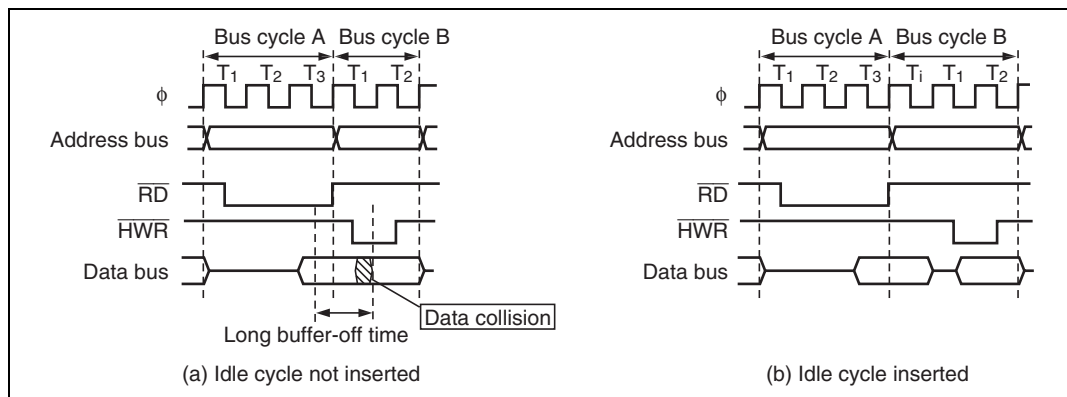 Bus cycle A Bus cycle B
T1 T2 T3 T1 T2
φ
Address bus
RD
HWR
Data bus
Long buffer-off time
Data collision
(a) Idle cycle not inserted
Bus cycle A Bus cycle B
T1 T2 T3 Ti T1 T2
φ
Address bus
RD
HWR
Data bus
(b) Idle cycle inserted